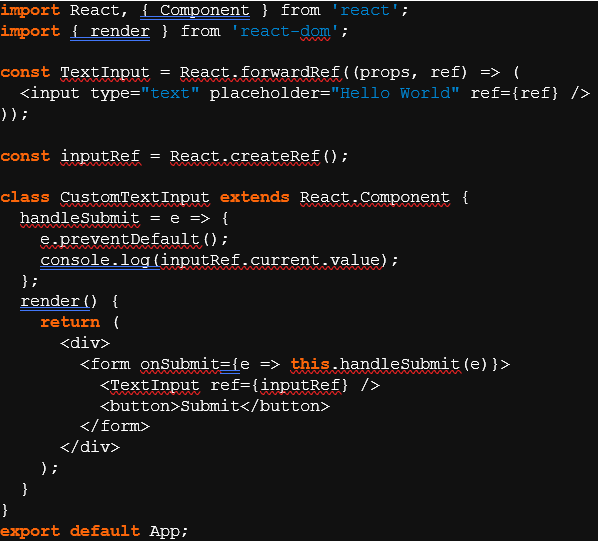 import React, { Component } from 'react';
import { render } from 'react-dom';
const TextInput = React.forwardRef((props, ref) => (
<input type="text" placeholder="Hello World" ref={ref} />
));
const inputRef = React.createRef();
class CustomTextInput extends React.Component {
handleSubmit = e => {
e.preventDefault();
console.log(inputRef.current.value);
};
render() {
return (
<div>
<form onSubmit={e => this.handleSubmit(e)}>
<TextInput ref={inputRef} />
<button>Submit</button>
</form>
</div>
);
}
}
export default App;